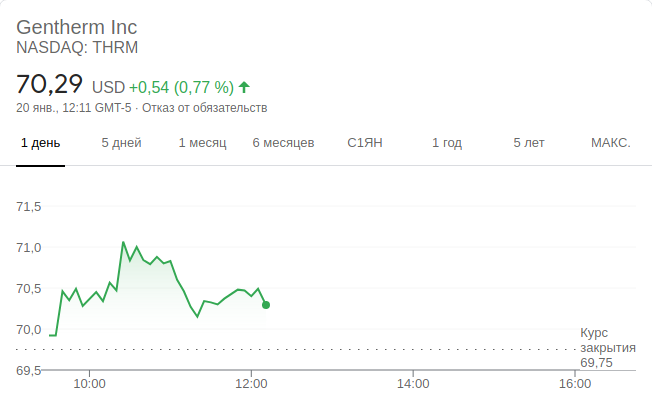 Gentherm Inc
NASDAQ: THRM
70,29 USD +0,54 (0,77 %)
20 янв., 12:11 GMT-5 · Отказ от обязательств
1 день 5 дней 1 месяц 6 месяцев С1ЯН 1 год 5 лет МАКС.
71,5
71,0
70,5
70,0
Курс
закрытия
69,75
69,5
10:00 12:00 14:00 16:00